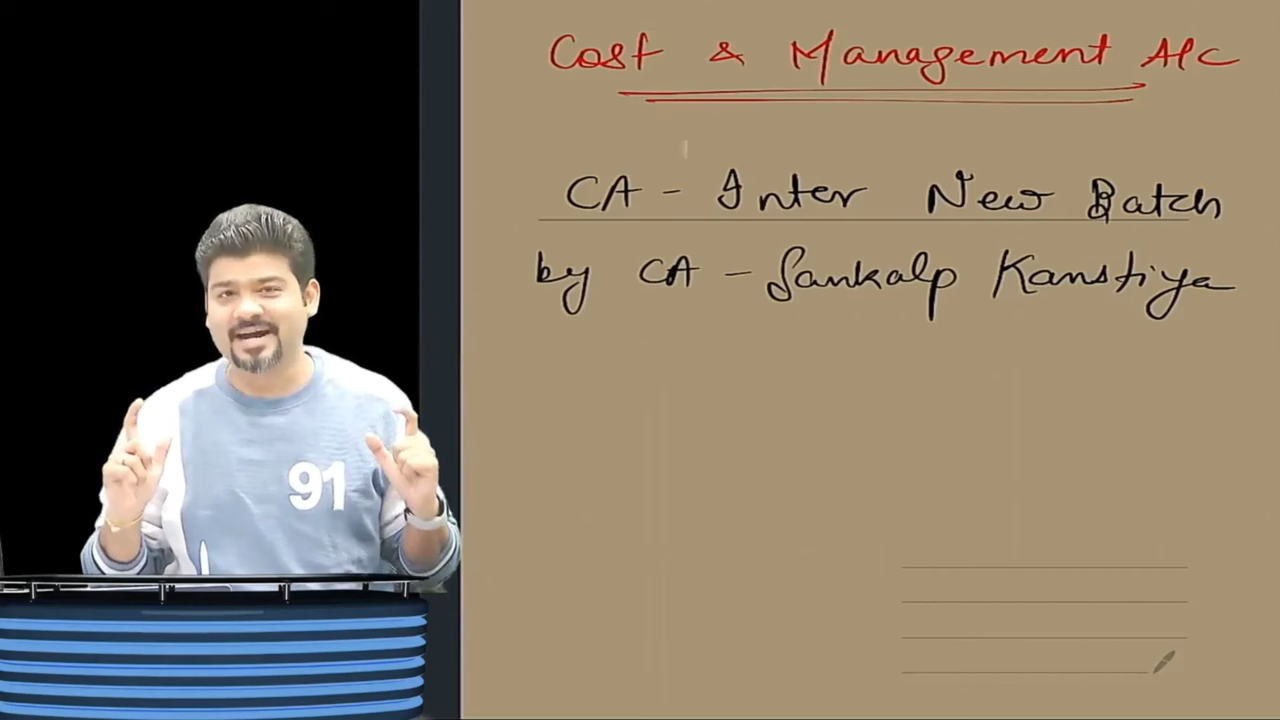 Cost & Management A/c
CA - Inter New Batch
by CA - Sankalp Kanstiya
91